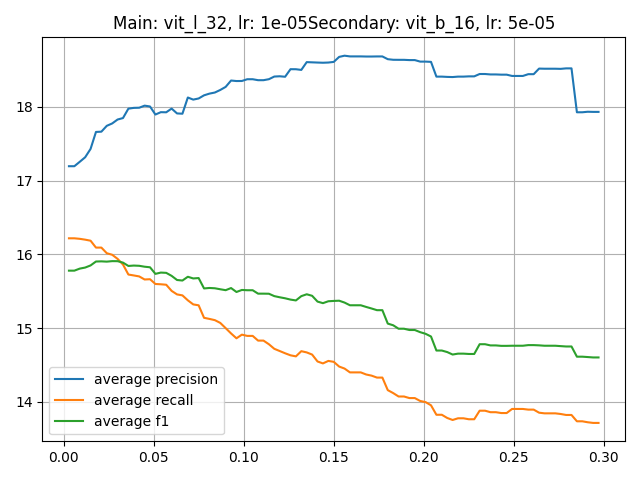 Main: vit_l_32, lr: 1e-05Secondary: vit_b_16, lr: 5e-05
18
17
16
15
14
average precision
average recall
average f1
0.00 0.05 0.10 0.15 0.20 0.25 0.30